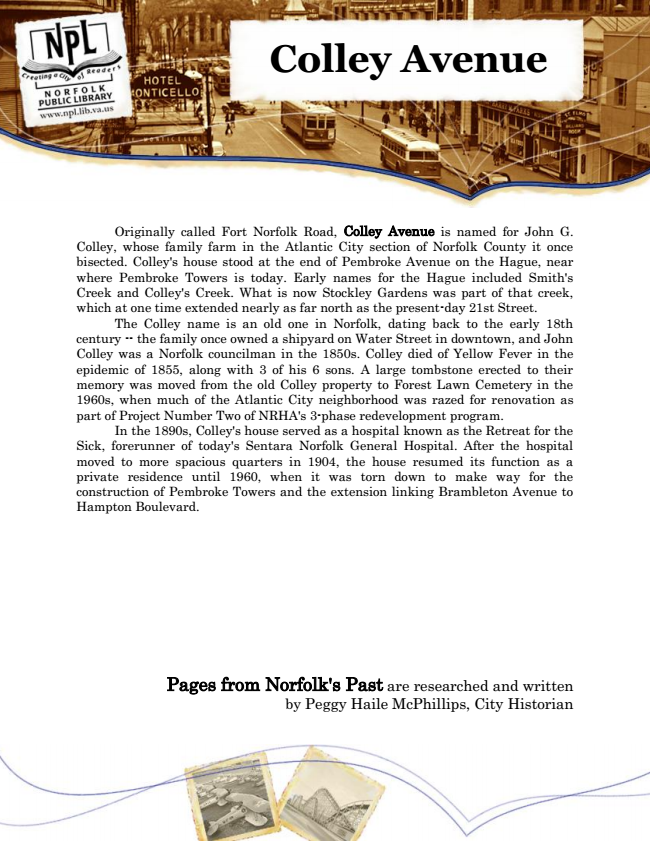 NPL
Creating a City of Readers
NORFOLK
PUBLIC LIBRARY
www.npl.lib.va.us
Colley Avenue
HOTEL
MONTICELLO
Originally called Fort Norfolk Road, Colley Avenue is named for John G.
Colley, whose family farm in the Atlantic City section of Norfolk County it once
bisected. Colley's house stood at the end of Pembroke Avenue on the Hague, near
where Pembroke Towers is today. Early names for the Hague included Smith's
Creek and Colley's Creek. What is now Stockley Gardens was part of that creek,
which at one time extended nearly as far north as the present-day 21st Street.
The Colley name is an old one in Norfolk, dating back to the early 18th
century -- the family once owned a shipyard on Water Street in downtown, and John
Colley was a Norfolk councilman in the 1850s. Colley died of Yellow Fever in the
epidemic of 1855, along with 3 of his 6 sons. A large tombstone erected to their
memory was moved from the old Colley property to Forest Lawn Cemetery in the
1960s, when much of the Atlantic City neighborhood was razed for renovation as
part of Project Number Two of NRHA's 3-phase redevelopment program.
In the 1890s, Colley's house served as a hospital known as the Retreat for the
Sick, forerunner of today's Sentara Norfolk General Hospital. After the hospital
moved to more spacious quarters in 1904, the house resumed its function as a
private residence until 1960, when it was torn down to make way for the
construction of Pembroke Towers and the extension linking Brambleton Avenue to
Hampton Boulevard.
Pages from Norfolk's Past are researched and written
by Peggy Haile McPhillips, City Historian